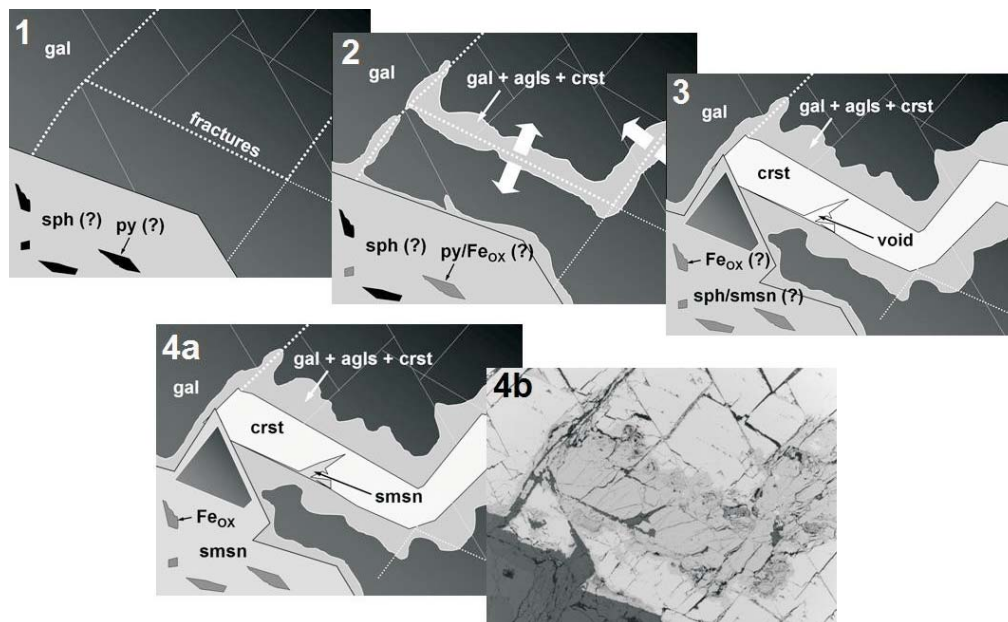 1
gal
fractures
sph (?)
py (?)
2
gal
gal + agls + crst
sph (?)
py/FeOX (?)
3
gal
gal + agls + crst
crst
void
FeOX (?)
sph/smsn (?)
4a
gal
gal + agls + crst
crst
smsn
FeOX
smsn
4b